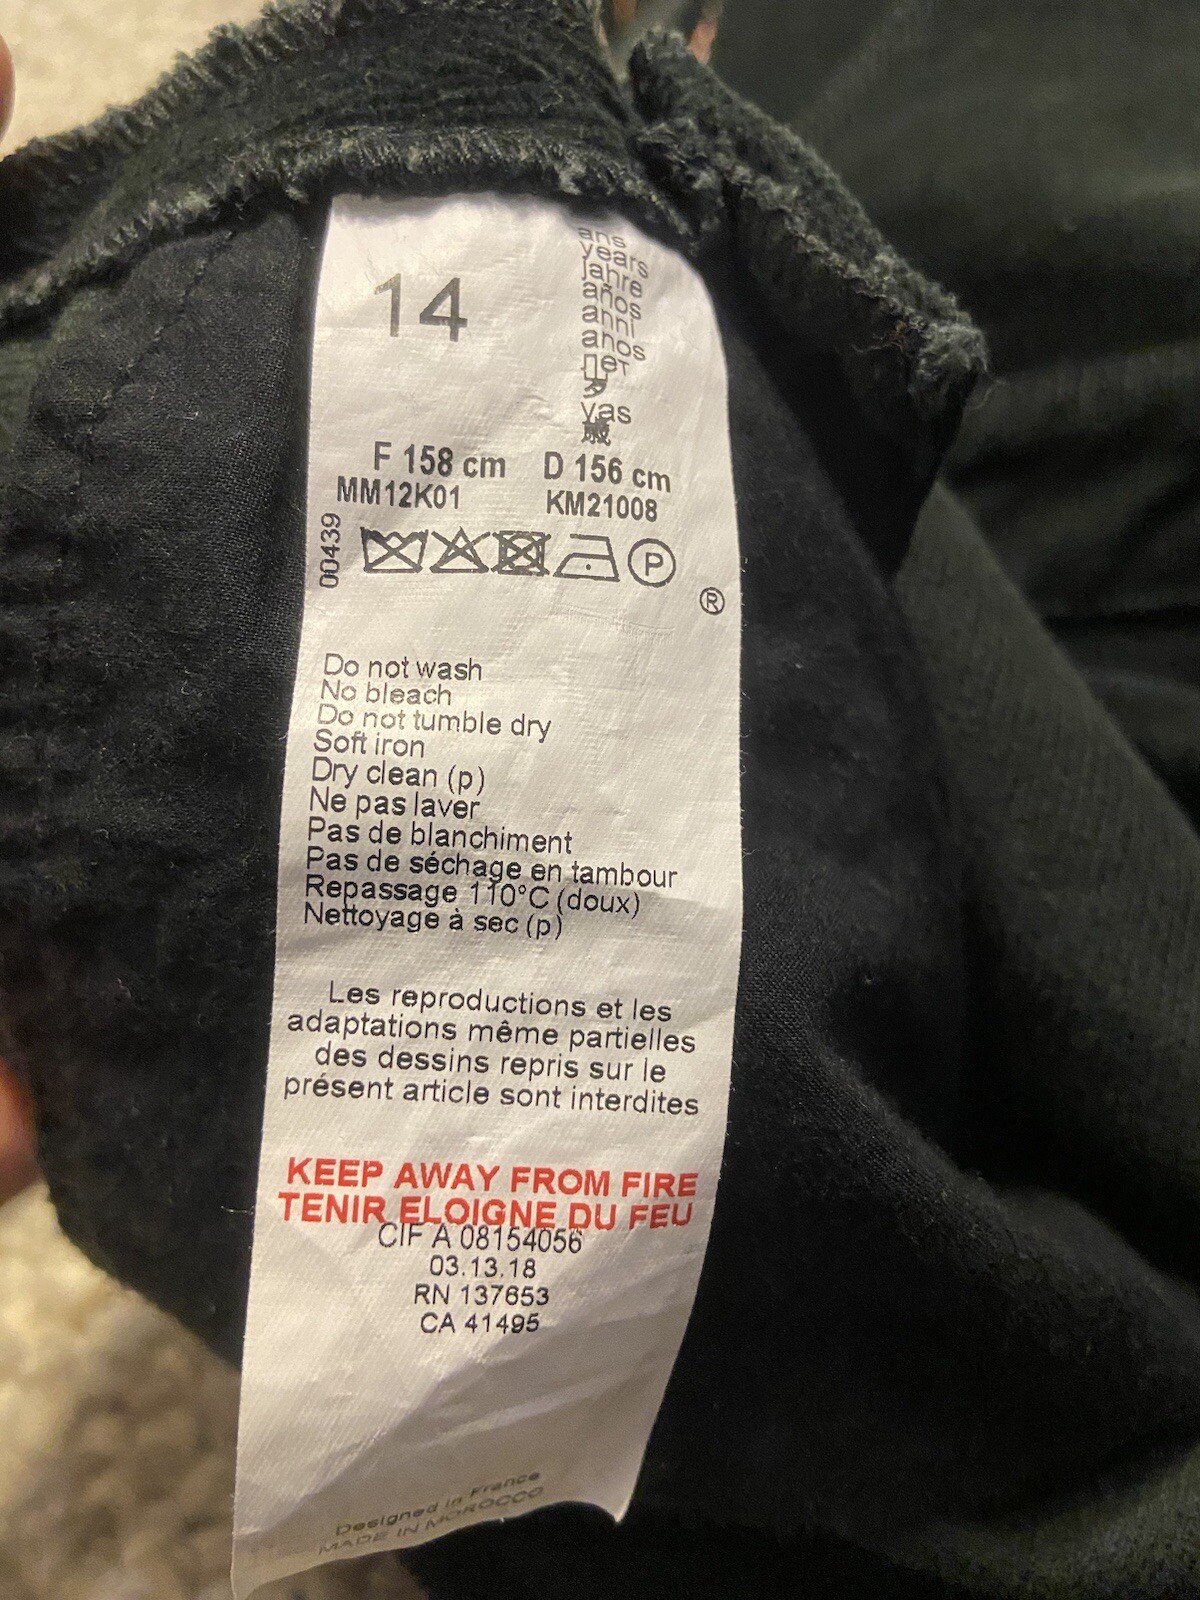 14
ans
years
Jahre
años
anni
anos
лет
岁
yas
歳
F 158 cm D 156 cm
MM12K01 KM21008
00439
P
®
Do not wash
No bleach
Do not tumble dry
Soft iron
Dry clean (p)
Ne pas laver
Pas de blanchiment
Pas de séchage en tambour
Repassage 110°C (doux)
Nettoyage à sec (p)
Les reproductions et les
adaptations même partielles
des dessins repris sur le
présent article sont interdites
KEEP AWAY FROM FIRE
TENIR ELOIGNE DU FEU
CIF A 08154056
03.13.18
RN 137653
CA 41495
Designed in France
MADE IN MOROCCO